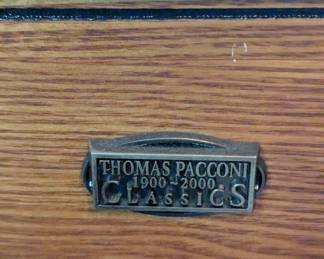 THOMAS PACCONI
1900-2000
CLASSICS